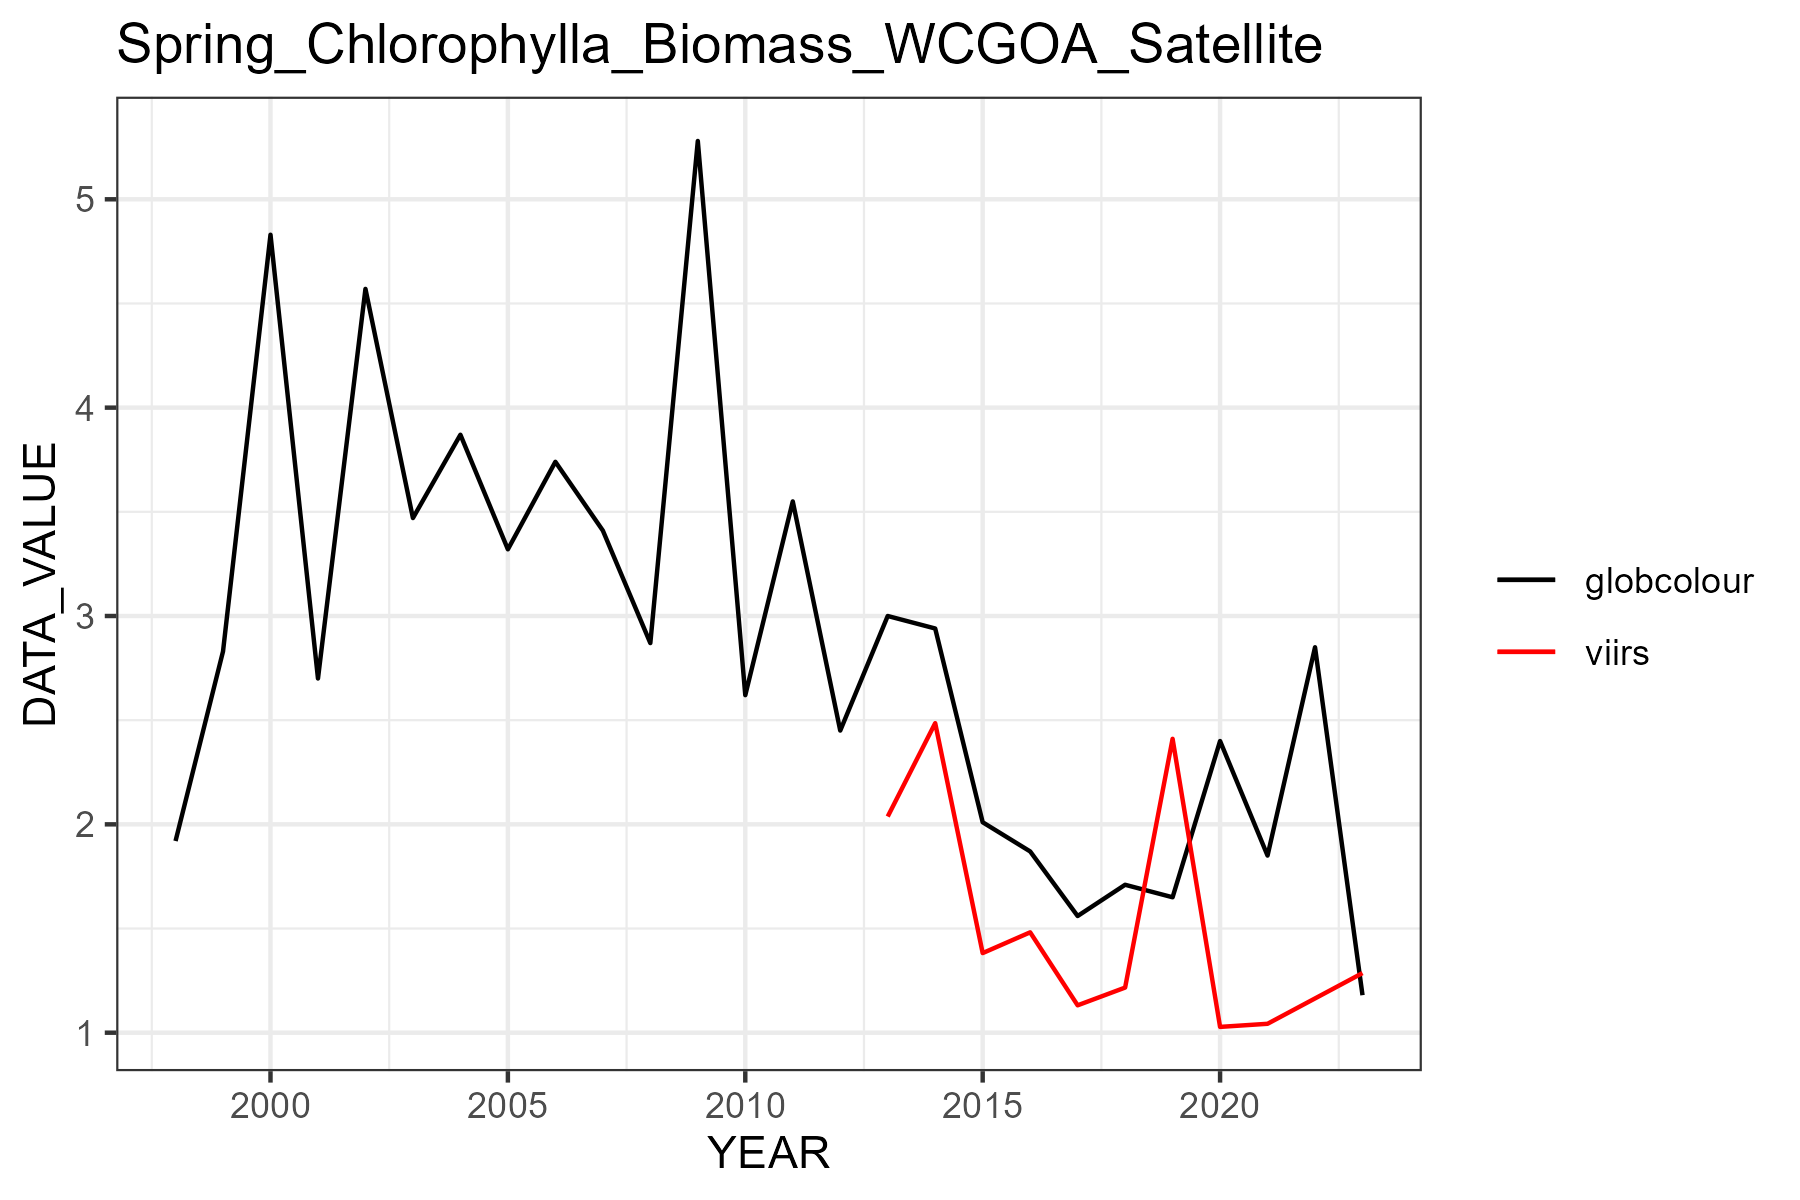 Spring_Chlorophylla_Biomass_WCGOA_Satellite
DATA_VALUE
5
4
3
2
1
2000 2005 2010 2015 2020
YEAR
globcolour
viirs